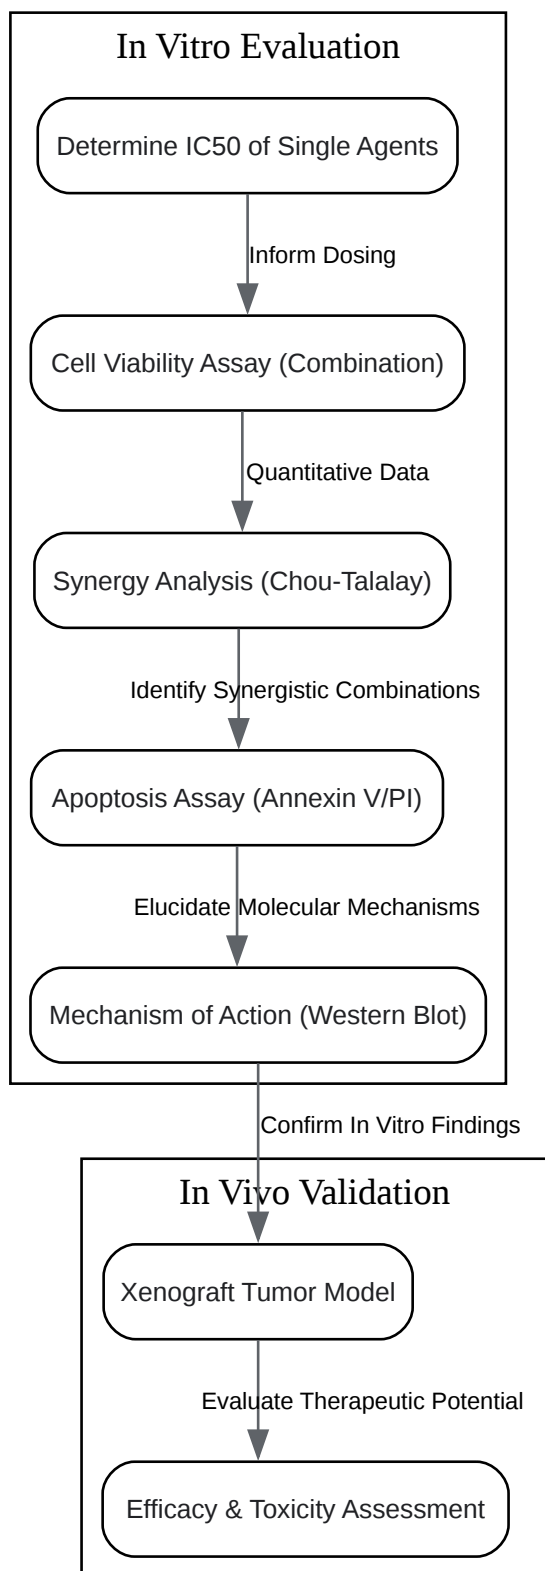 In Vitro Evaluation
Determine IC50 of Single Agents
Inform Dosing
Cell Viability Assay (Combination)
Quantitative Data
Synergy Analysis (Chou-Talalay)
Identify Synergistic Combinations
Apoptosis Assay (Annexin V/PI)
Elucidate Molecular Mechanisms
Mechanism of Action (Western Blot)
Confirm In Vitro Findings
In Vivo Validation
Xenograft Tumor Model
Evaluate Therapeutic Potential
Efficacy & Toxicity Assessment